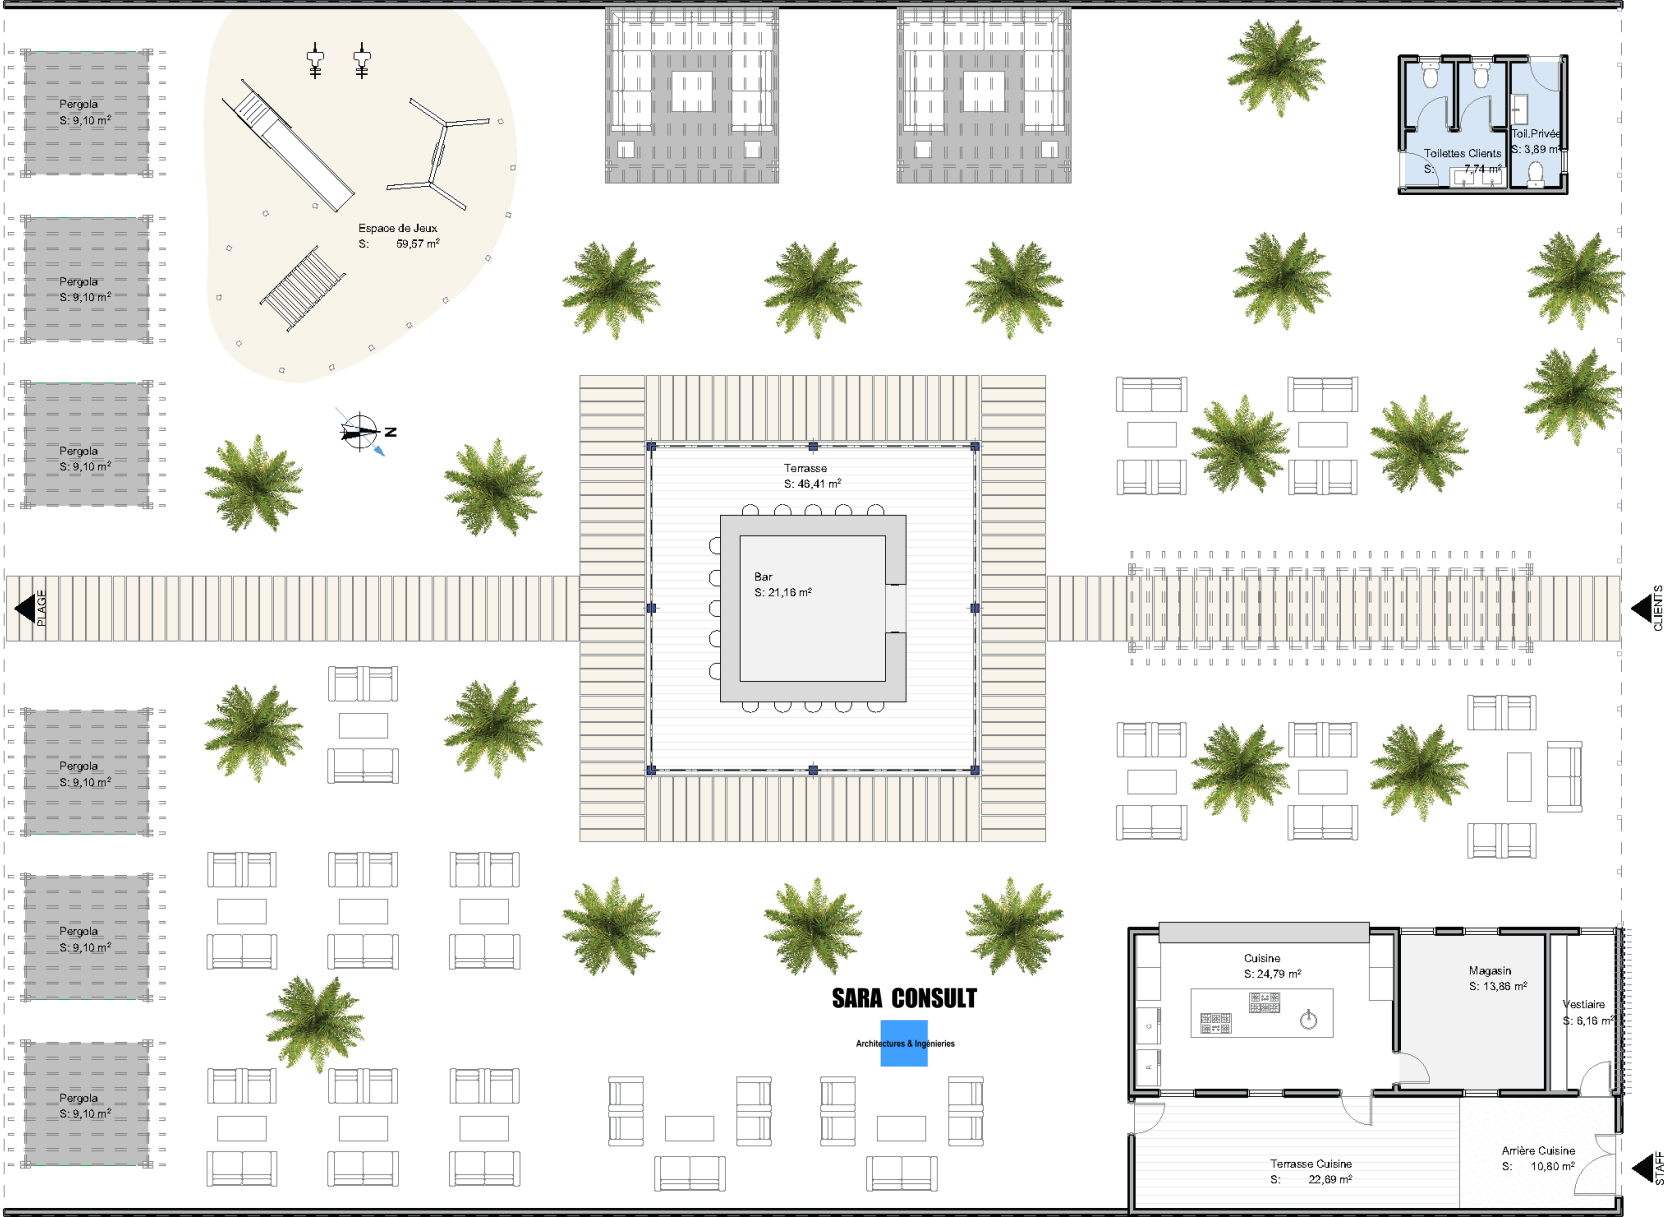 Pergola
S: 9,10 m²
Espace de Jeux
S: 59,57 m²
Toilettes Clients
S: 7,74 m²
Toil.Privée
S: 3,89 m²
Pergola
S: 9,10 m²
Pergola
S: 9,10 m²
N
Terrasse
S: 46,41 m²
Bar
S: 21,16 m²
PLAGE
CLIENTS
Pergola
S: 9,10 m²
Pergola
S: 9,10 m²
Pergola
S: 9,10 m²
SARA CONSULT
Architectures & Ingénieries
Cuisine
S: 24,79 m²
Magasin
S: 13,86 m²
Vestiaire
S: 6,16 m²
C
R
Terrasse Cuisine
S: 22,69 m²
Arrière Cuisine
S: 10,80 m²
STAFF